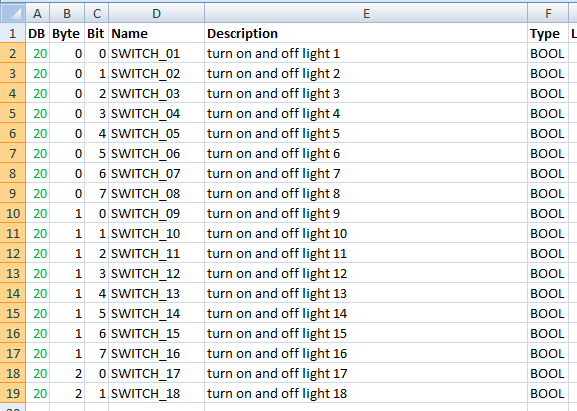 A B C D E F
1 DB Byte Bit Name Description Type L
2 20 0 0 SWITCH_01 turn on and off light 1 BOOL
3 20 0 1 SWITCH_02 turn on and off light 2 BOOL
4 20 0 2 SWITCH_03 turn on and off light 3 BOOL
5 20 0 3 SWITCH_04 turn on and off light 4 BOOL
6 20 0 4 SWITCH_05 turn on and off light 5 BOOL
7 20 0 5 SWITCH_06 turn on and off light 6 BOOL
8 20 0 6 SWITCH_07 turn on and off light 7 BOOL
9 20 0 7 SWITCH_08 turn on and off light 8 BOOL
10 20 1 0 SWITCH_09 turn on and off light 9 BOOL
11 20 1 1 SWITCH_10 turn on and off light 10 BOOL
12 20 1 2 SWITCH_11 turn on and off light 11 BOOL
13 20 1 3 SWITCH_12 turn on and off light 12 BOOL
14 20 1 4 SWITCH_13 turn on and off light 13 BOOL
15 20 1 5 SWITCH_14 turn on and off light 14 BOOL
16 20 1 6 SWITCH_15 turn on and off light 15 BOOL
17 20 1 7 SWITCH_16 turn on and off light 16 BOOL
18 20 2 0 SWITCH_17 turn on and off light 17 BOOL
19 20 2 1 SWITCH_18 turn on and off light 18 BOOL